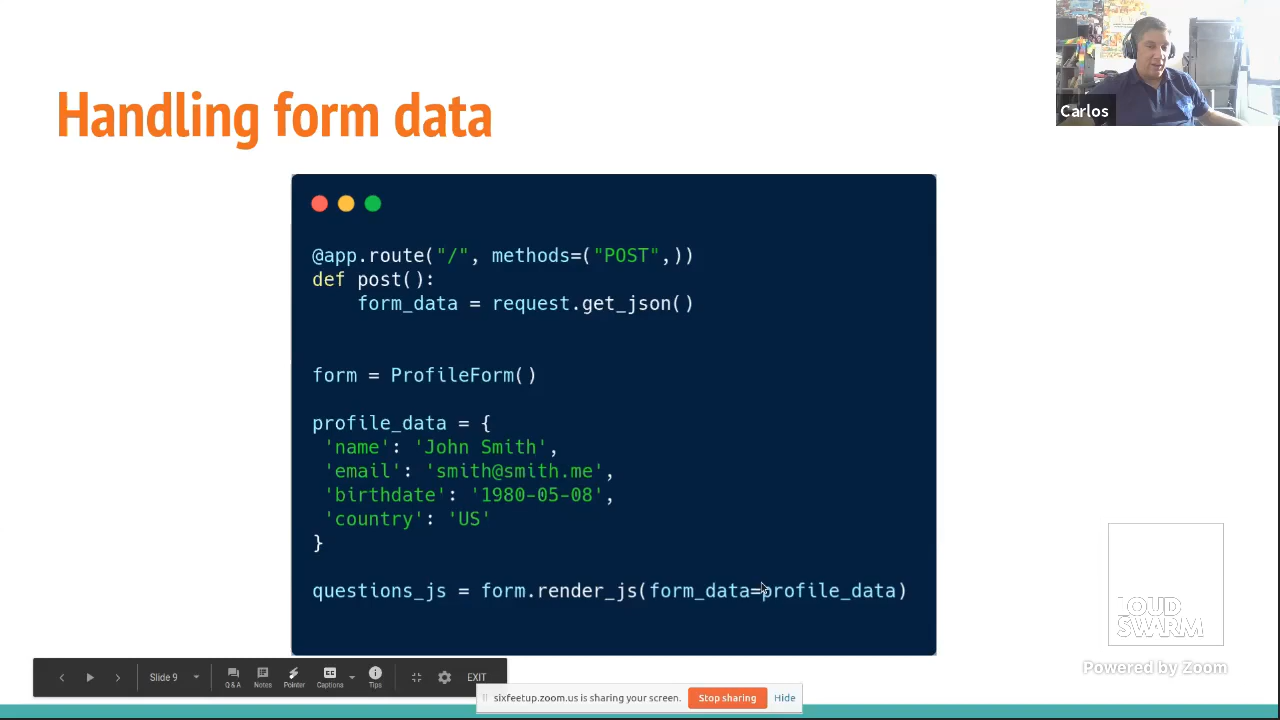 Handling form data
Carlos
@app.route("/", methods=("POST",))
def post():
    form_data = request.get_json()
form = ProfileForm()
profile_data = {
 'name': 'John Smith',
 'email': 'smith@smith.me',
 'birthdate': '1980-05-08',
 'country': 'US'
}
questions_js = form.render_js(form_data=profile_data)
LOUD
SWARM
Powered by Zoom
Slide 9
Q & A
Notes
Pointer
Captions
Tips
EXIT
sixfeetup.zoom.us is sharing your screen.
Stop sharing
Hide